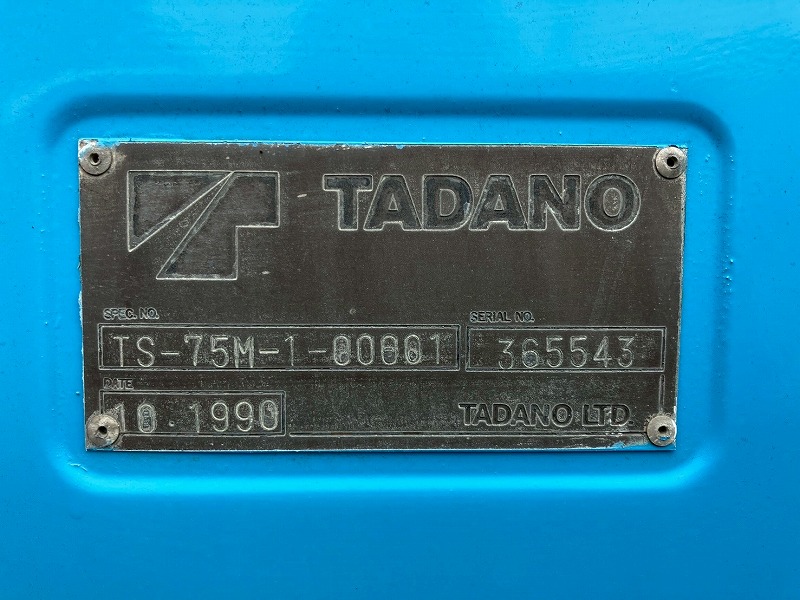 TADANO
SPEC. NO.
SERIAL NO.
TS-75M-1-00001
365543
DATE
10.1990
TADANO LTD.